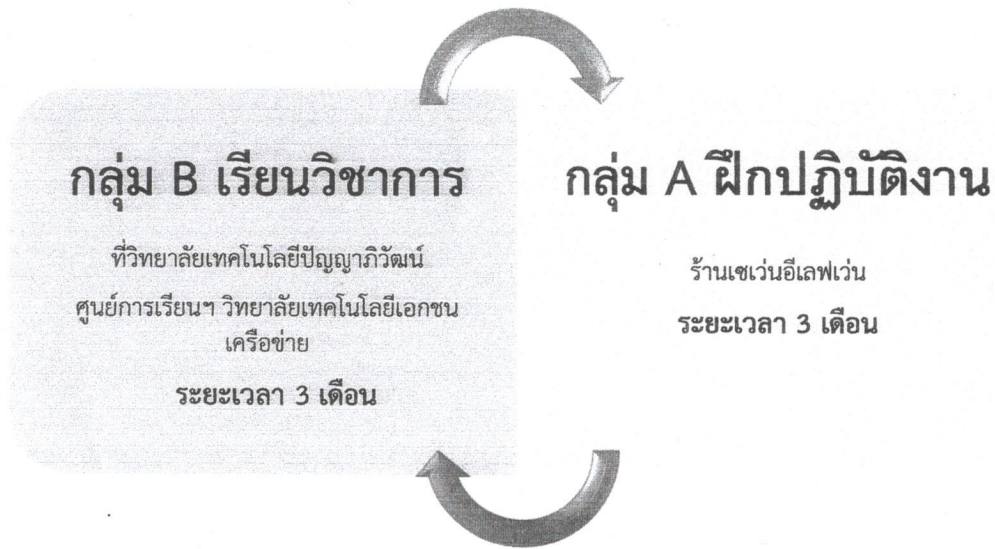 กลุ่ม B เรียนวิชาการ
ที่วิทยาลัยเทคโนโลยีปัญญาภิวัฒน์
ศูนย์การเรียนฯ วิทยาลัยเทคโนโลยีเอกชน
เครือข่าย
ระยะเวลา 3 เดือน
กลุ่ม A ฝึกปฏิบัติงาน
ร้านเซเว่นอีเลฟเว่น
ระยะเวลา 3 เดือน